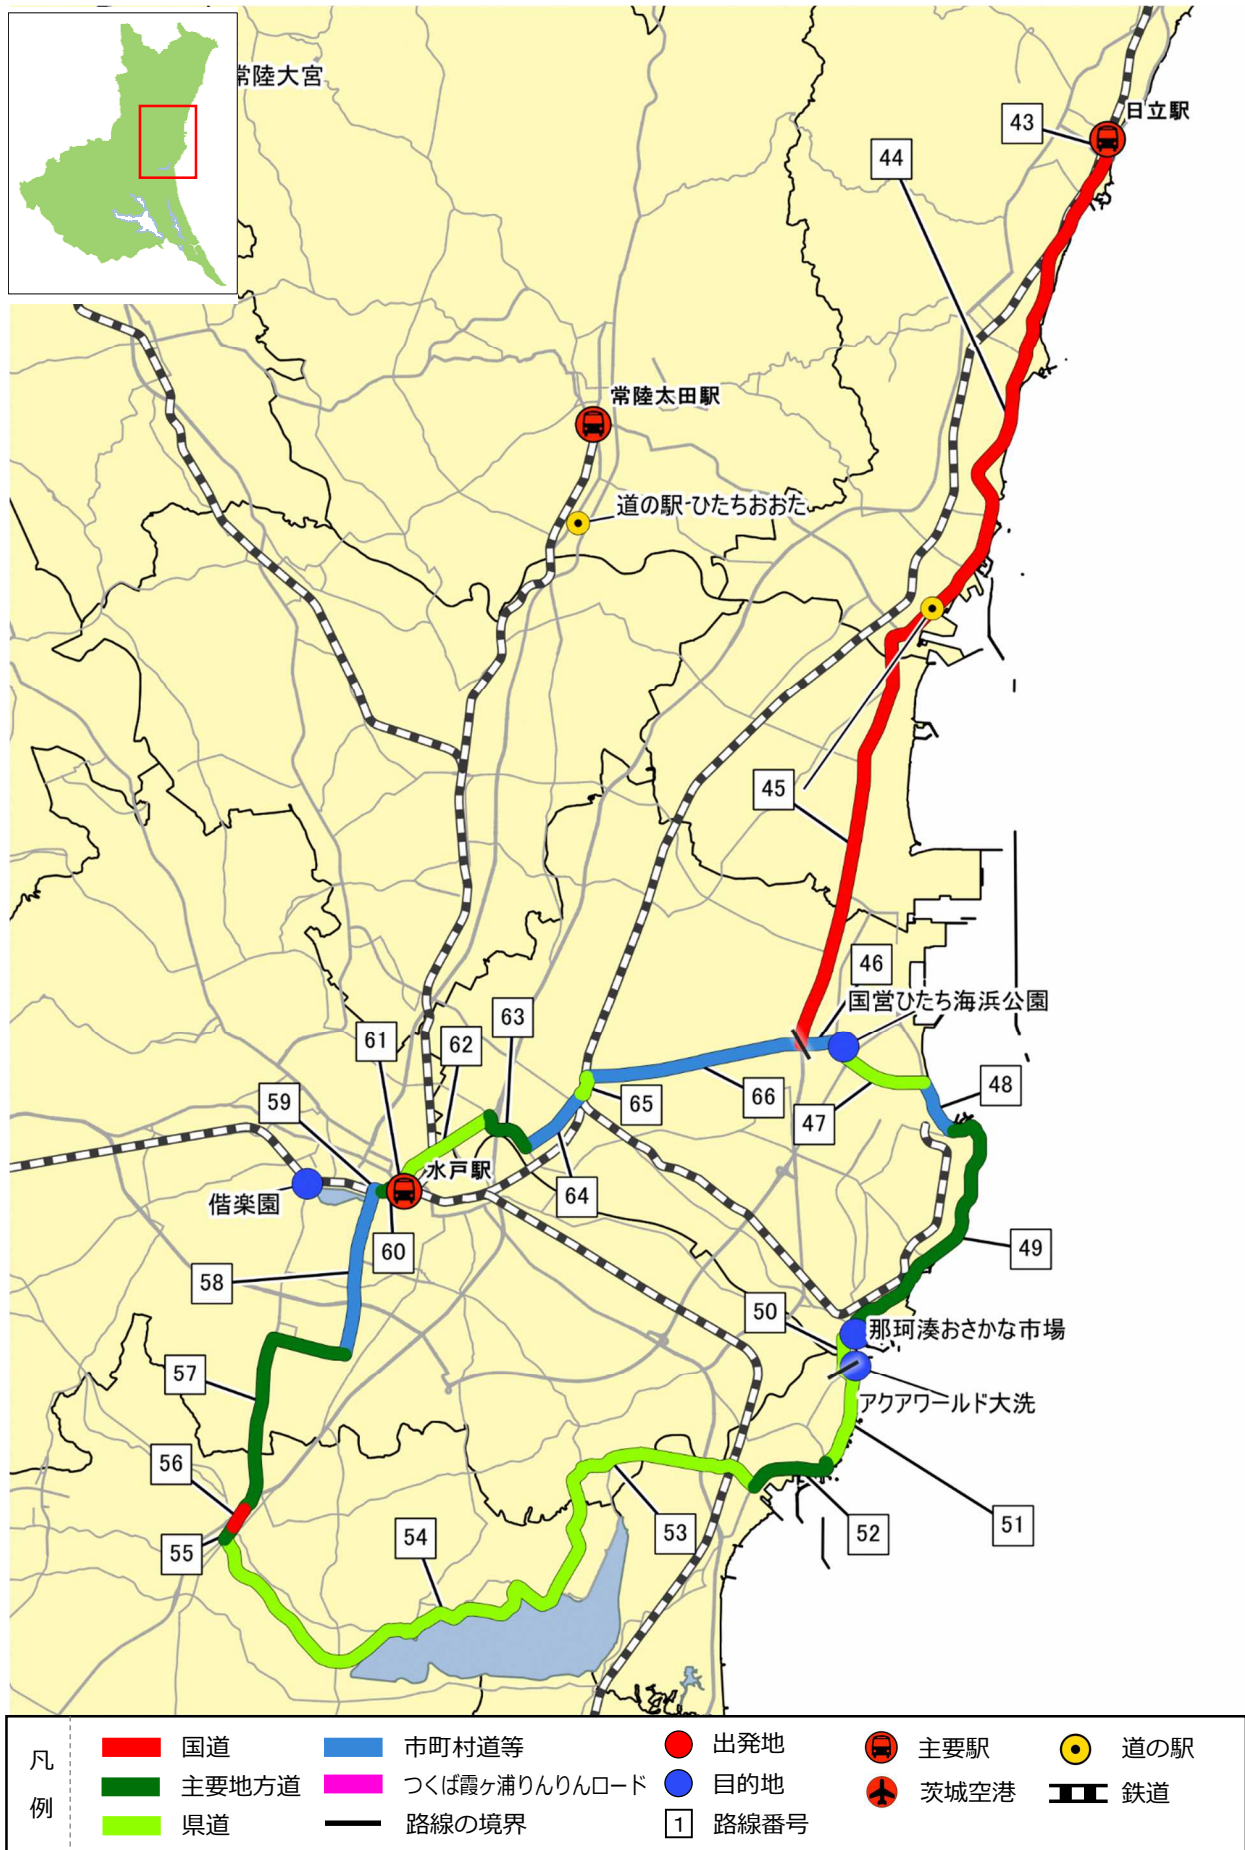 常陸大宮
日立駅
43
44
常陸太田駅
道の駅 ひたちおおた
45
46
国営ひたち海浜公園
63
61
62
59
65
66
47
48
水戸駅
偕楽園
64
60
49
58
50
那珂湊おさかな市場
57
アクアワールド大洗
56
54
53
52
51
55
凡例
国道
市町村道等
出発地
主要駅
道の駅
主要地方道
つくば霞ヶ浦りんりんロード
目的地
茨城空港
鉄道
県道
路線の境界
1
路線番号